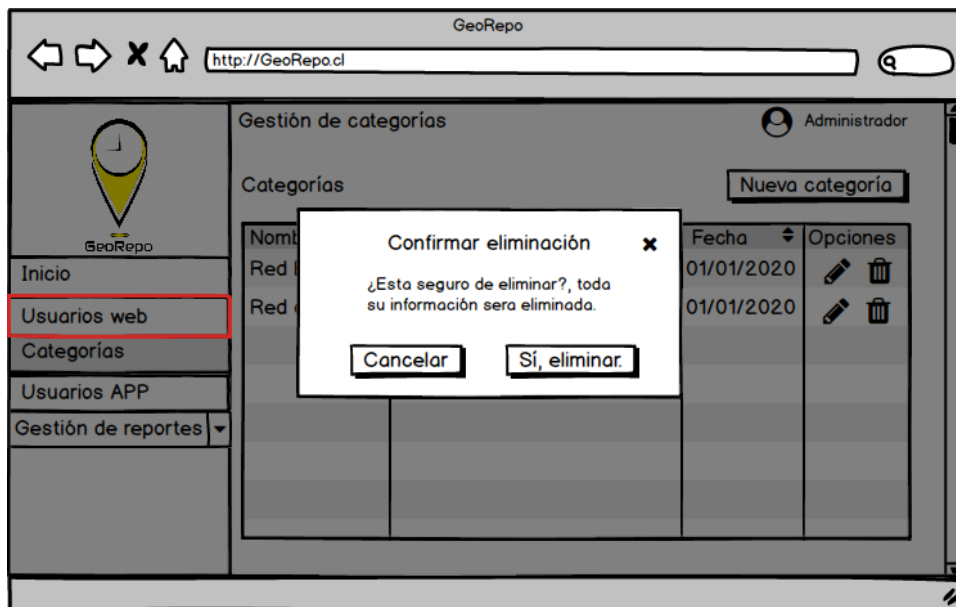 GeoRepo
http://GeoRepo.cl
GeoRepo
Inicio
Usuarios web
Categorías
Usuarios APP
Gestión de reportes
Gestión de categorías
Administrador
Categorías
Nueva categoría
Fecha Opciones
Red 01/01/2020
Red 01/01/2020
Confirmar eliminación
¿Esta seguro de eliminar?, toda
su información sera eliminada.
Cancelar Sí, eliminar.